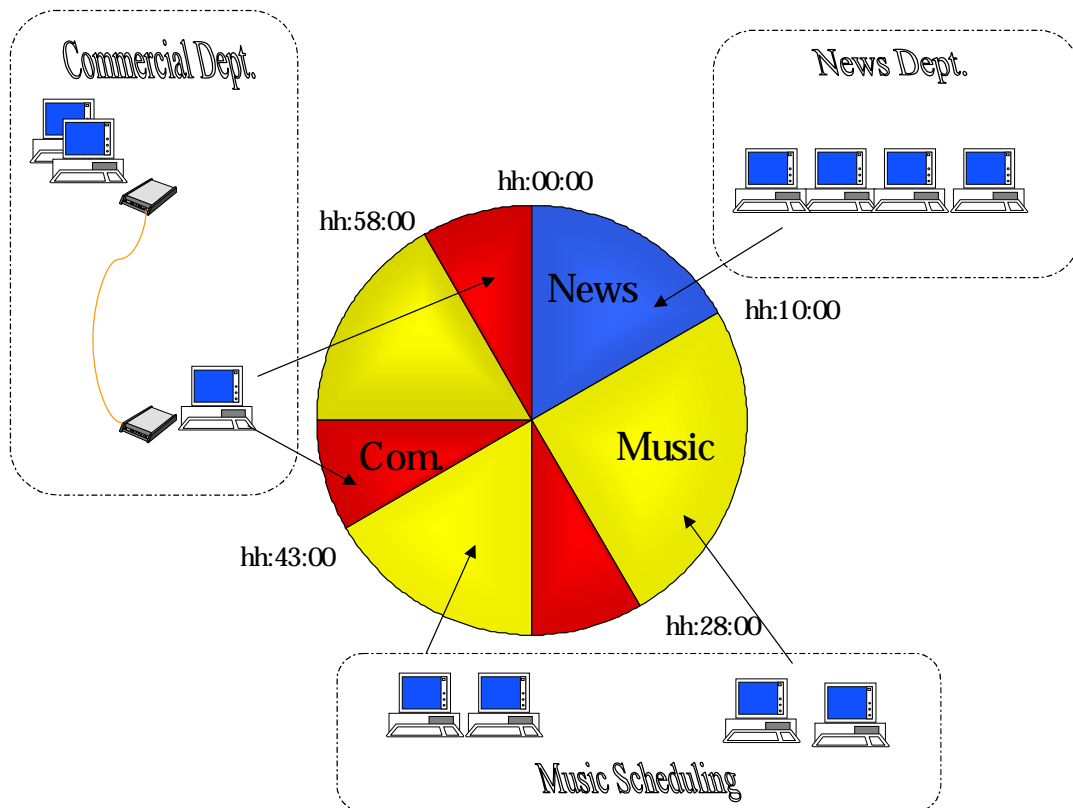 Commercial Dept.
News Dept.
hh:00:00
hh:58:00
News
hh:10:00
Music
Com.
hh:43:00
hh:28:00
Music Scheduling